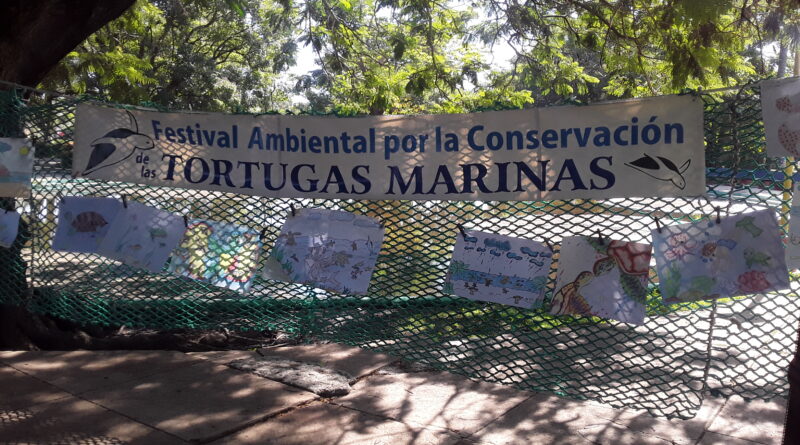 Festival Ambiental por la Conservación
de las TORTUGAS MARINAS